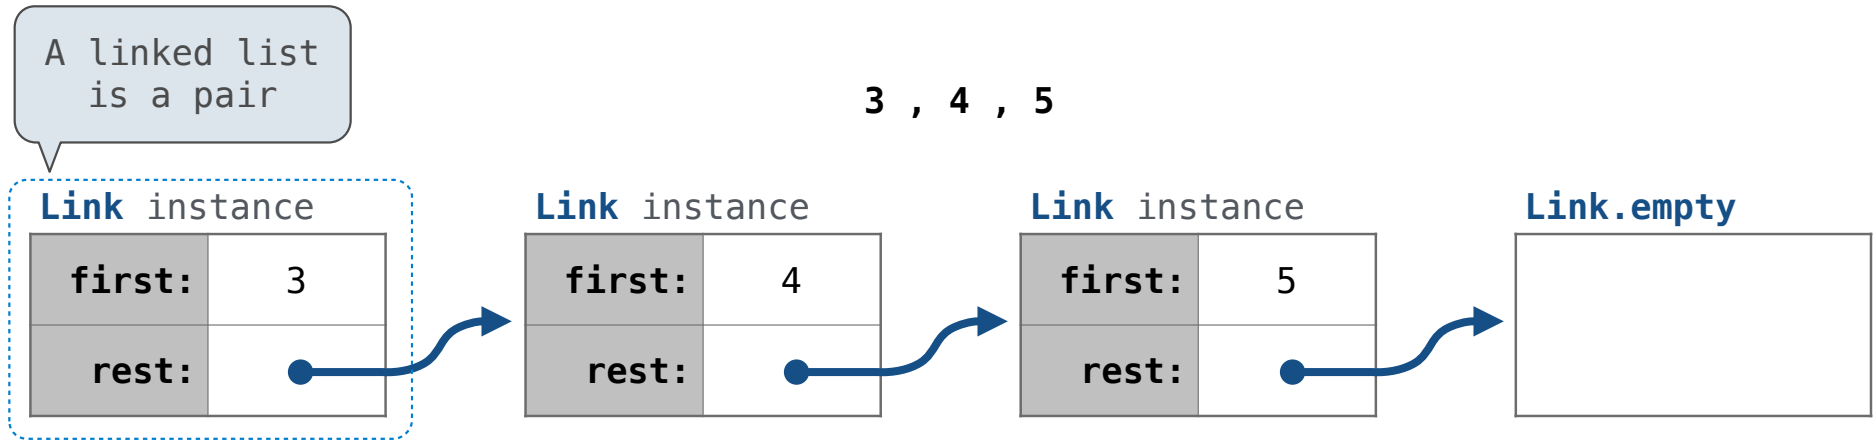 A linked list
is a pair
3 , 4 , 5
Link instance
first: 3
rest:
Link instance
first: 4
rest:
Link instance
first: 5
rest:
Link.empty